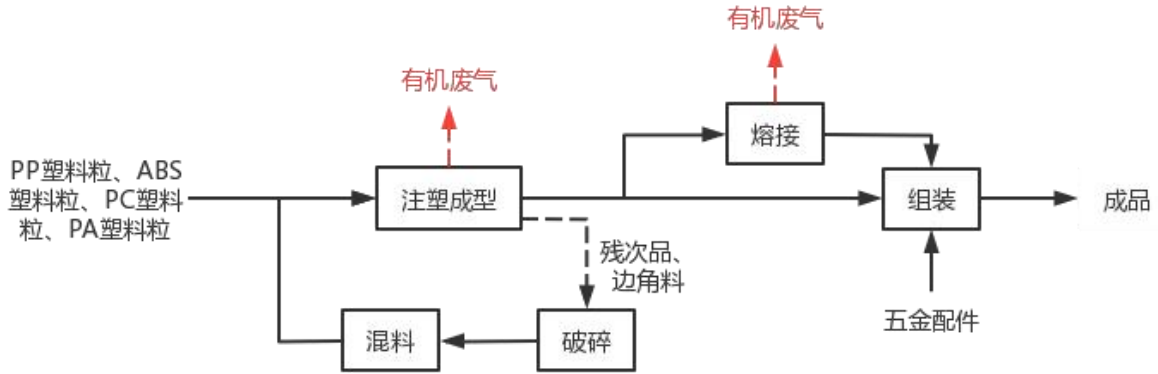 有机废气
有机废气
熔接
PP塑料粒、ABS
塑料粒、PC塑料
粒、PA塑料粒
注塑成型
组装
成品
残次品、
边角料
五金配件
混料
破碎